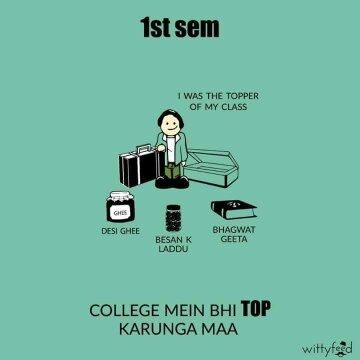 1st sem
I WAS THE TOPPER
OF MY CLASS
GHEE
DESI GHEE
BESAN K
LADDU
BHAGWAT
GEETA
COLLEGE MEIN BHI TOP
KARUNGA MAA
wittyfeed